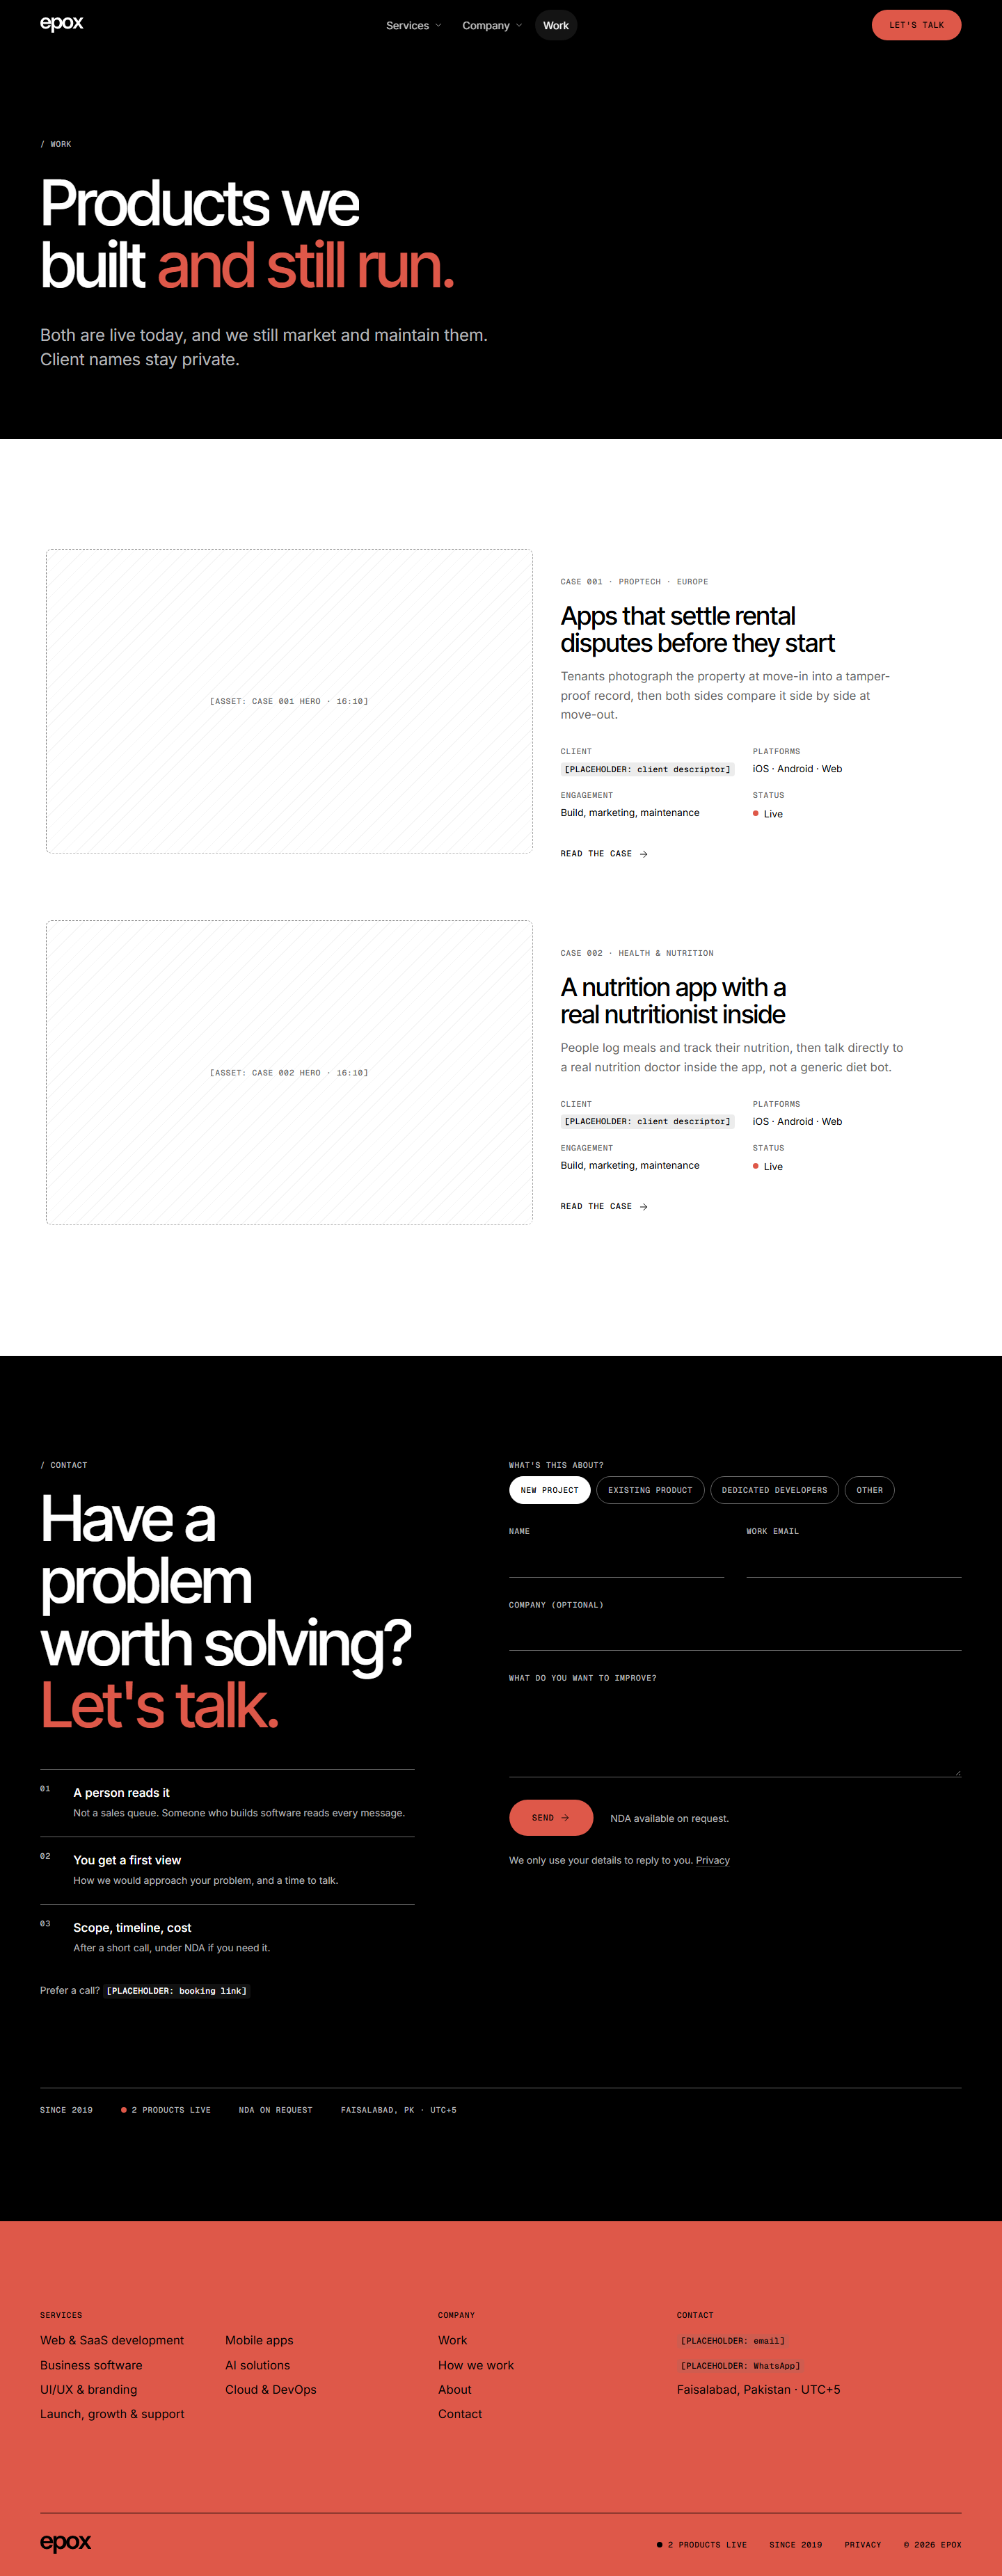 epox
Services
Company
Work
LET'S TALK
/ WORK
Products we
built and still run.
Both are live today, and we still market and maintain them.
Client names stay private.
[ASSET: CASE 001 HERO · 16:10]
CASE 001 · PROPTECH · EUROPE
Apps that settle rental
disputes before they start
Tenants photograph the property at move-in into a tamper-
proof record, then both sides compare it side by side at
move-out.
CLIENT
[PLACEHOLDER: client descriptor]
PLATFORMS
iOS · Android · Web
ENGAGEMENT
Build, marketing, maintenance
STATUS
Live
READ THE CASE →
[ASSET: CASE 002 HERO · 16:10]
CASE 002 · HEALTH & NUTRITION
A nutrition app with a
real nutritionist inside
People log meals and track their nutrition, then talk directly to
a real nutrition doctor inside the app, not a generic diet bot.
CLIENT
[PLACEHOLDER: client descriptor]
PLATFORMS
iOS · Android · Web
ENGAGEMENT
Build, marketing, maintenance
STATUS
Live
READ THE CASE →
/ CONTACT
Have a
problem
worth solving?
Let's talk.
01
A person reads it
Not a sales queue. Someone who builds software reads every message.
02
You get a first view
How we would approach your problem, and a time to talk.
03
Scope, timeline, cost
After a short call, under NDA if you need it.
Prefer a call? [PLACEHOLDER: booking link]
WHAT'S THIS ABOUT?
NEW PROJECT
EXISTING PRODUCT
DEDICATED DEVELOPERS
OTHER
NAME
WORK EMAIL
COMPANY (OPTIONAL)
WHAT DO YOU WANT TO IMPROVE?
SEND →
NDA available on request.
We only use your details to reply to you. Privacy
SINCE 2019
2 PRODUCTS LIVE
NDA ON REQUEST
FAISALABAD, PK · UTC+5
SERVICES
Web & SaaS development
Mobile apps
Business software
AI solutions
UI/UX & branding
Cloud & DevOps
Launch, growth & support
COMPANY
Work
How we work
About
Contact
CONTACT
[PLACEHOLDER: email]
[PLACEHOLDER: WhatsApp]
Faisalabad, Pakistan · UTC+5
epox
2 PRODUCTS LIVE
SINCE 2019
PRIVACY
© 2026 EPOX